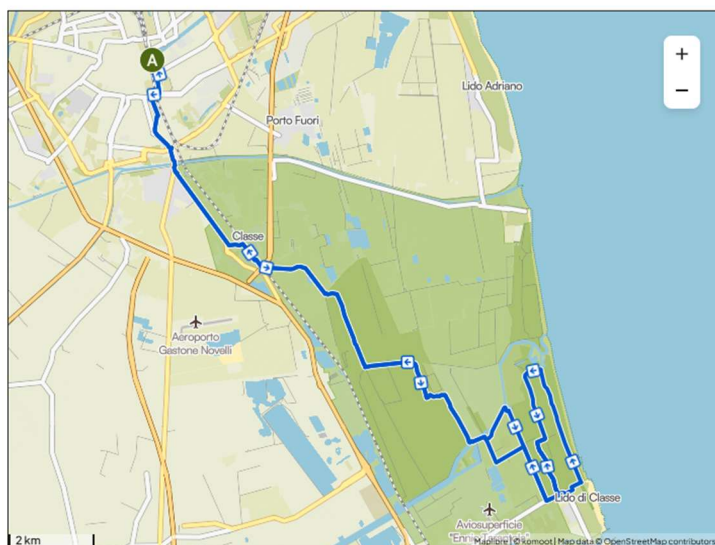 A
+
−
Lido Adriano
Porto Fuori
Classe
Aeroporto
Gastone Novelli
Lido di Classe
Aviosuperficie
2 km
Maplibre | © komoot | Map data © OpenStreetMap contributors